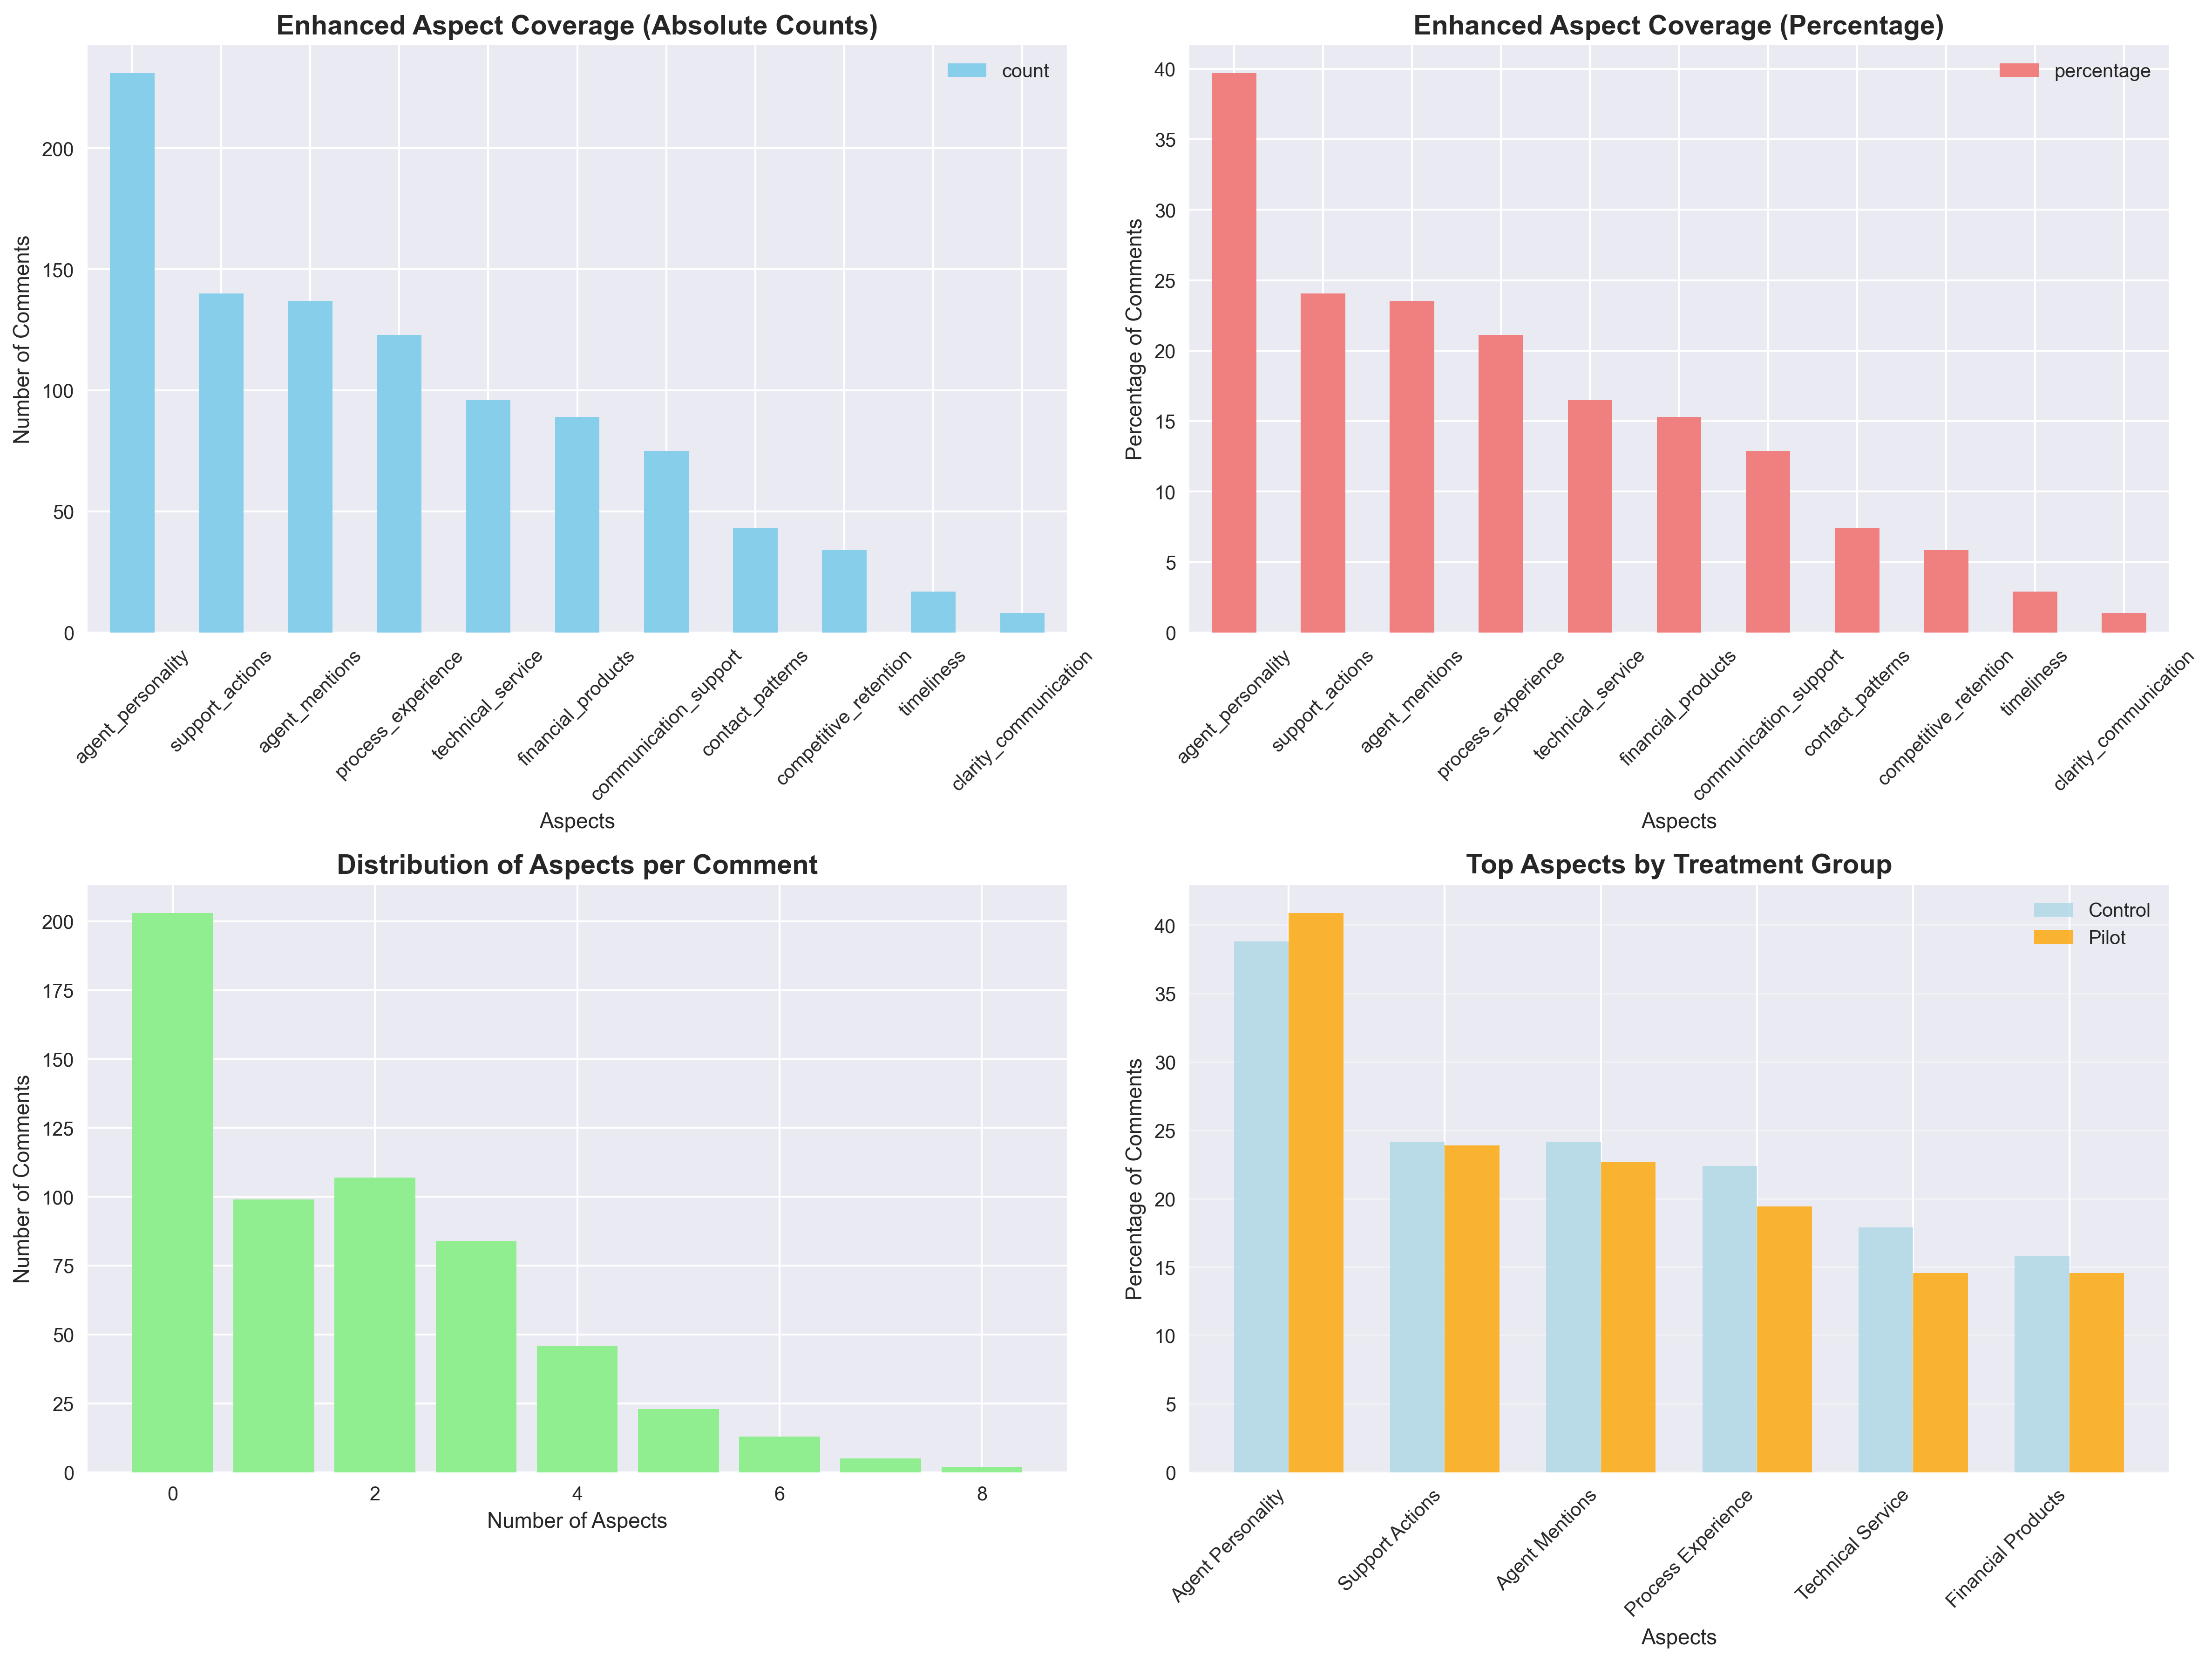 Enhanced Aspect Coverage (Absolute Counts)
count
Number of Comments
200
150
100
50
0
agent_personality
support_actions
agent_mentions
process_experience
technical_service
financial_products
communication_support
contact_patterns
competitive_retention
timeliness
clarity_communication
Aspects
Enhanced Aspect Coverage (Percentage)
percentage
Percentage of Comments
40
35
30
25
20
15
10
5
0
agent_personality
support_actions
agent_mentions
process_experience
technical_service
financial_products
communication_support
contact_patterns
competitive_retention
timeliness
clarity_communication
Aspects
Distribution of Aspects per Comment
Number of Comments
200
175
150
125
100
75
50
25
0
0 2 4 6 8
Number of Aspects
Top Aspects by Treatment Group
Control
Pilot
Percentage of Comments
40
35
30
25
20
15
10
5
0
Agent Personality
Support Actions
Agent Mentions
Process Experience
Technical Service
Financial Products
Aspects